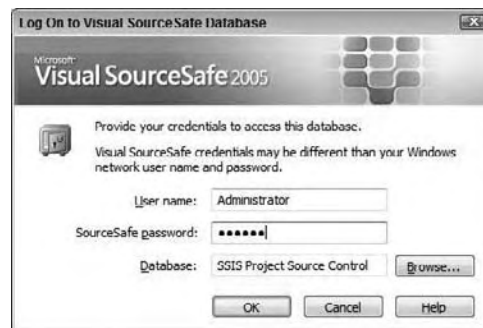 Log On to Visual SourceSafe Database
Microsoft
Visual SourceSafe 2005
Provide your credentials to access this database.
Visual SourceSafe credentials may be different than your Windows
network user name and password.
User name: Administrator
SourceSafe password: ••••••
Database: SSIS Project Source Control Browse...
OK Cancel Help